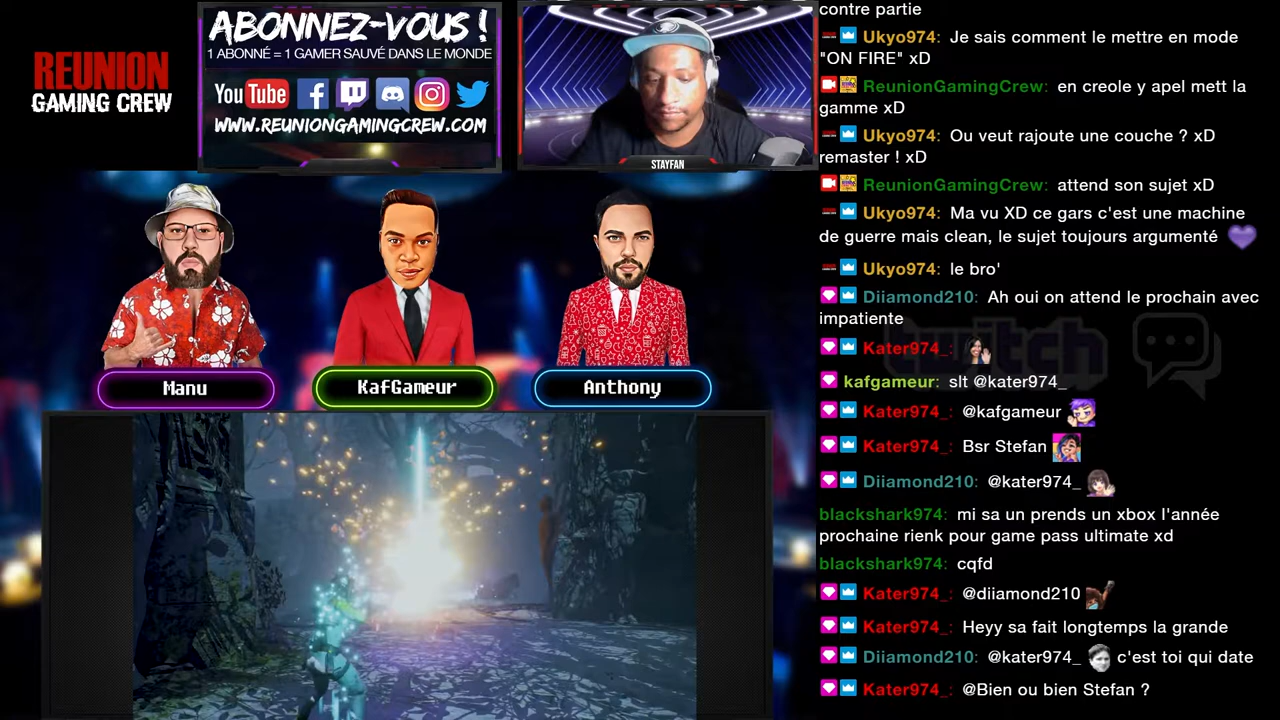 REUNION
GAMING CREW
ABONNEZ-VOUS !
1 ABONNÉ = 1 GAMER SAUVÉ DANS LE MONDE
YouTube
WWW.REUNIONGAMINGCREW.COM
STAYFAN
Manu
KafGameur
Anthony
contre partie
Ukyo974: Je sais comment le mettre en mode
"ON FIRE" xD
ReunionGamingCrew: en creole y apel mett la
gamme xD
Ukyo974: Ou veut rajoute une couche ? xD
remaster ! xD
ReunionGamingCrew: attend son sujet xD
Ukyo974: Ma vu XD ce gars c'est une machine
de guerre mais clean, le sujet toujours argumenté
Ukyo974: le bro'
Diiamond210: Ah oui on attend le prochain avec
impatiente
twitch
Kater974_:
kafgameur: slt @kater974_
Kater974_: @kafgameur
Kater974_: Bsr Stefan
Diiamond210: @kater974_
blackshark974: mi sa un prends un xbox l'année
prochaine rienk pour game pass ultimate xd
blackshark974: cqfd
Kater974_: @diiamond210
Kater974_: Heyy sa fait longtemps la grande
Diiamond210: @kater974_ c'est toi qui date
Kater974_: @Bien ou bien Stefan ?